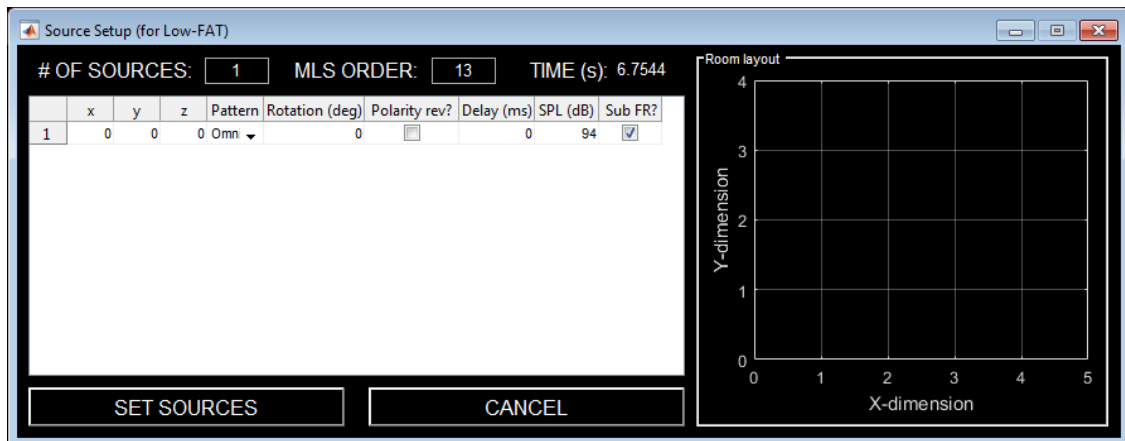 Source Setup (for Low-FAT)
# OF SOURCES: 1 MLS ORDER: 13 TIME (s): 6.7544
x y z Pattern Rotation (deg) Polarity rev? Delay (ms) SPL (dB) Sub FR?
1 0 0 0 Omn 0 0 94
SET SOURCES CANCEL
Room layout
4
3
2
1
0
Y-dimension
0 1 2 3 4 5
X-dimension